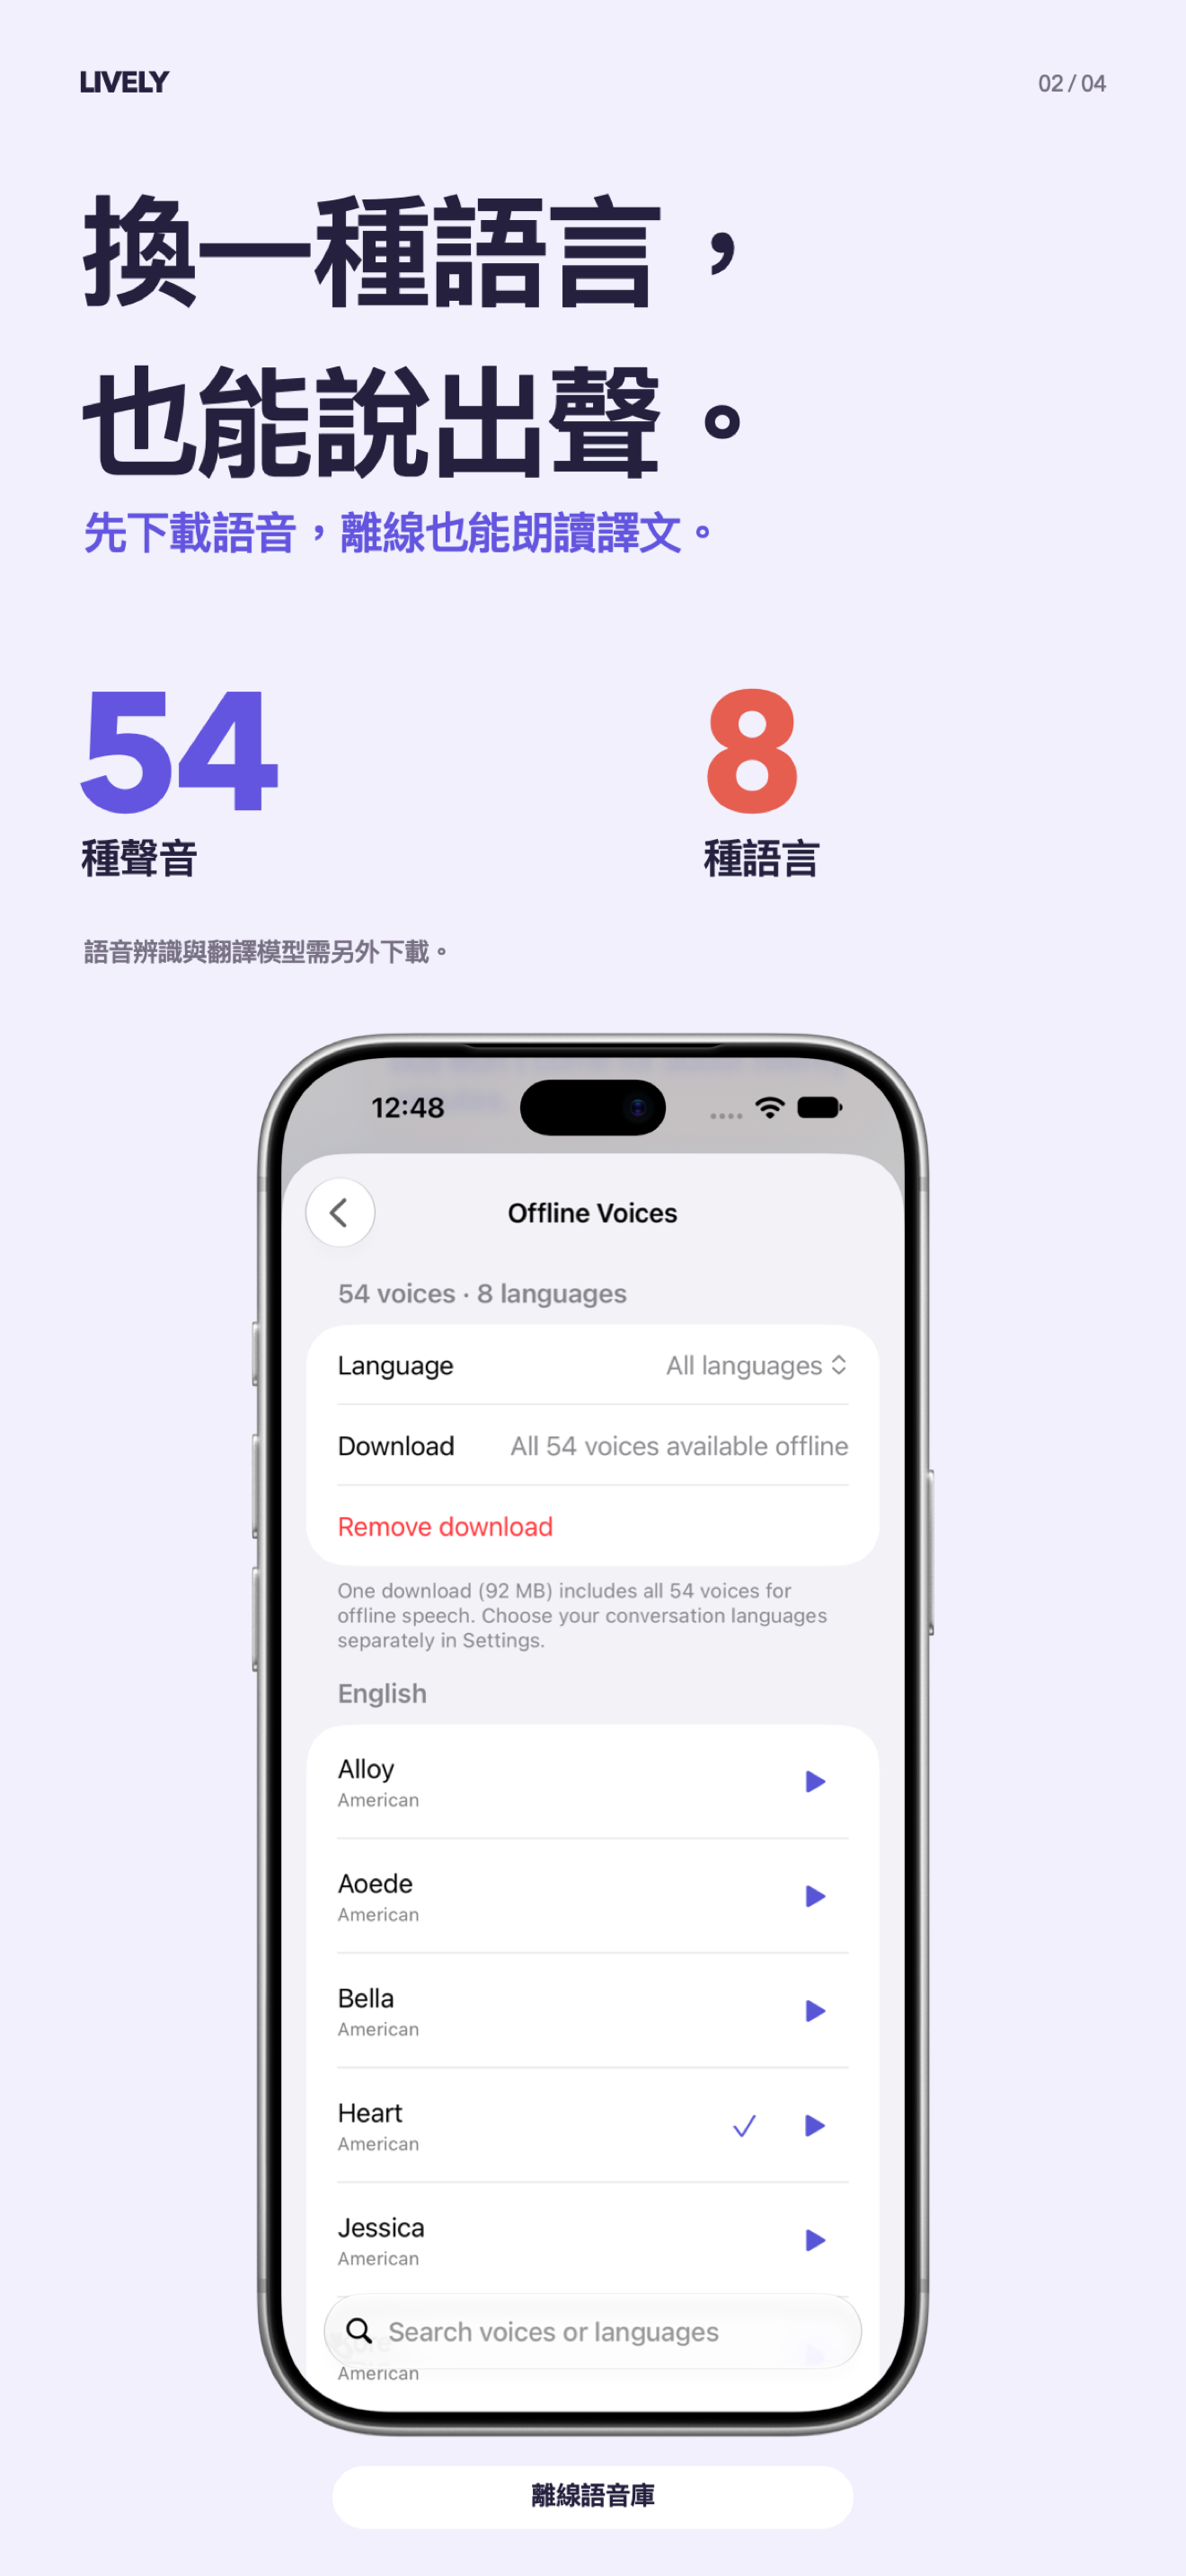 LIVELY
02 / 04
換一種語言，
也能說出聲。
先下載語音，離線也能朗讀譯文。
54
8
種聲音
種語言
語音辨識與翻譯模型需另外下載。
12:48
Offline Voices
54 voices · 8 languages
Language
All languages
Download
All 54 voices available offline
Remove download
One download (92 MB) includes all 54 voices for
offline speech. Choose your conversation languages
separately in Settings.
English
Alloy
American
Aoede
American
Bella
American
Heart
American
Jessica
American
Search voices or languages
American
離線語音庫